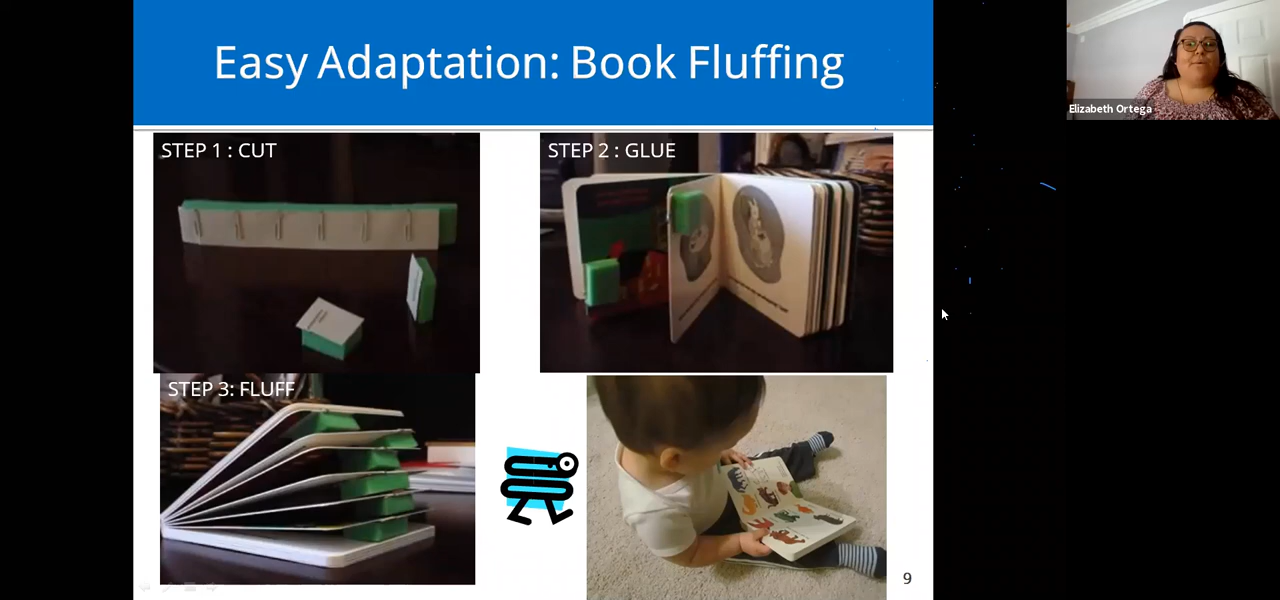 Easy Adaptation: Book Fluffing
Elizabeth Ortega
STEP 1 : CUT
STEP 2 : GLUE
STEP 3: FLUFF
9